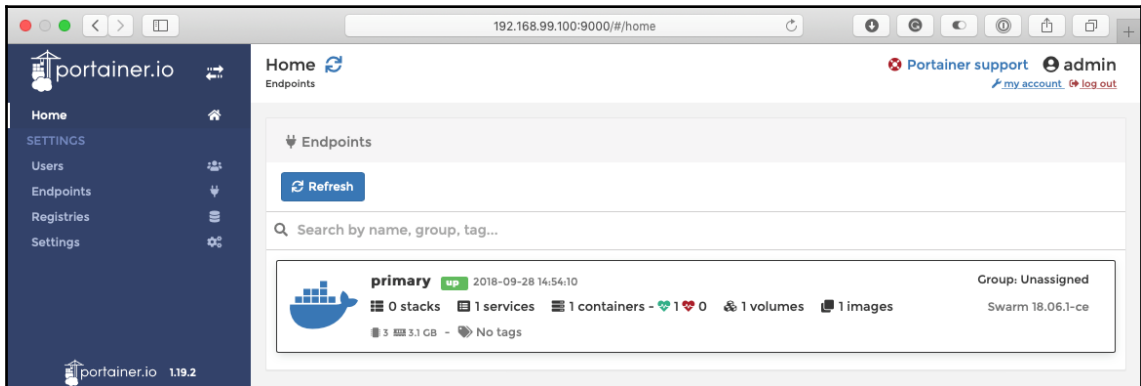 192.168.99.100:9000/#/home
portainer.io
Home
Endpoints
Portainer support
admin
my account
log out
Home
SETTINGS
Users
Endpoints
Registries
Settings
Endpoints
Refresh
Search by name, group, tag...
primary up 2018-09-28 14:54:10
Group: Unassigned
0 stacks 1 services 1 containers - 1 0 1 volumes 1 images
Swarm 18.06.1-ce
3 3.1 GB - No tags
portainer.io 1.19.2